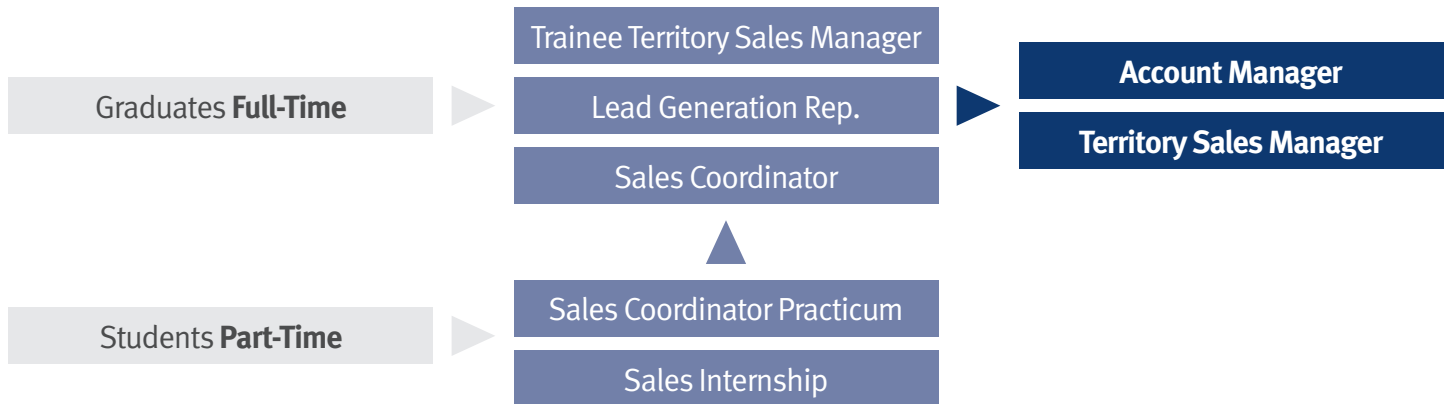 Graduates Full-Time
Trainee Territory Sales Manager
Lead Generation Rep.
Sales Coordinator
Account Manager
Territory Sales Manager
Students Part-Time
Sales Coordinator Practicum
Sales Internship